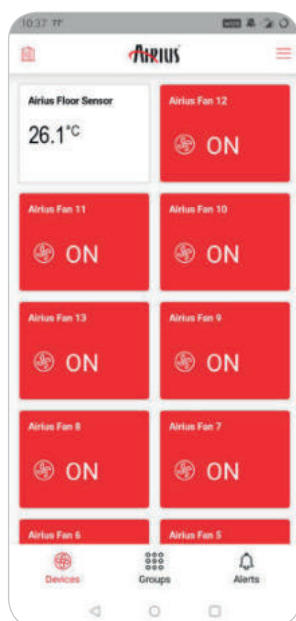 10:37 77°
AIRIUS
Airius Floor Sensor
26.1°C
Airius Fan 12
ON
Airius Fan 11
ON
Airius Fan 10
ON
Airius Fan 13
ON
Airius Fan 9
ON
Airius Fan 8
ON
Airius Fan 7
ON
Airius Fan 6
Airius Fan 5
Devices
Groups
Alerts